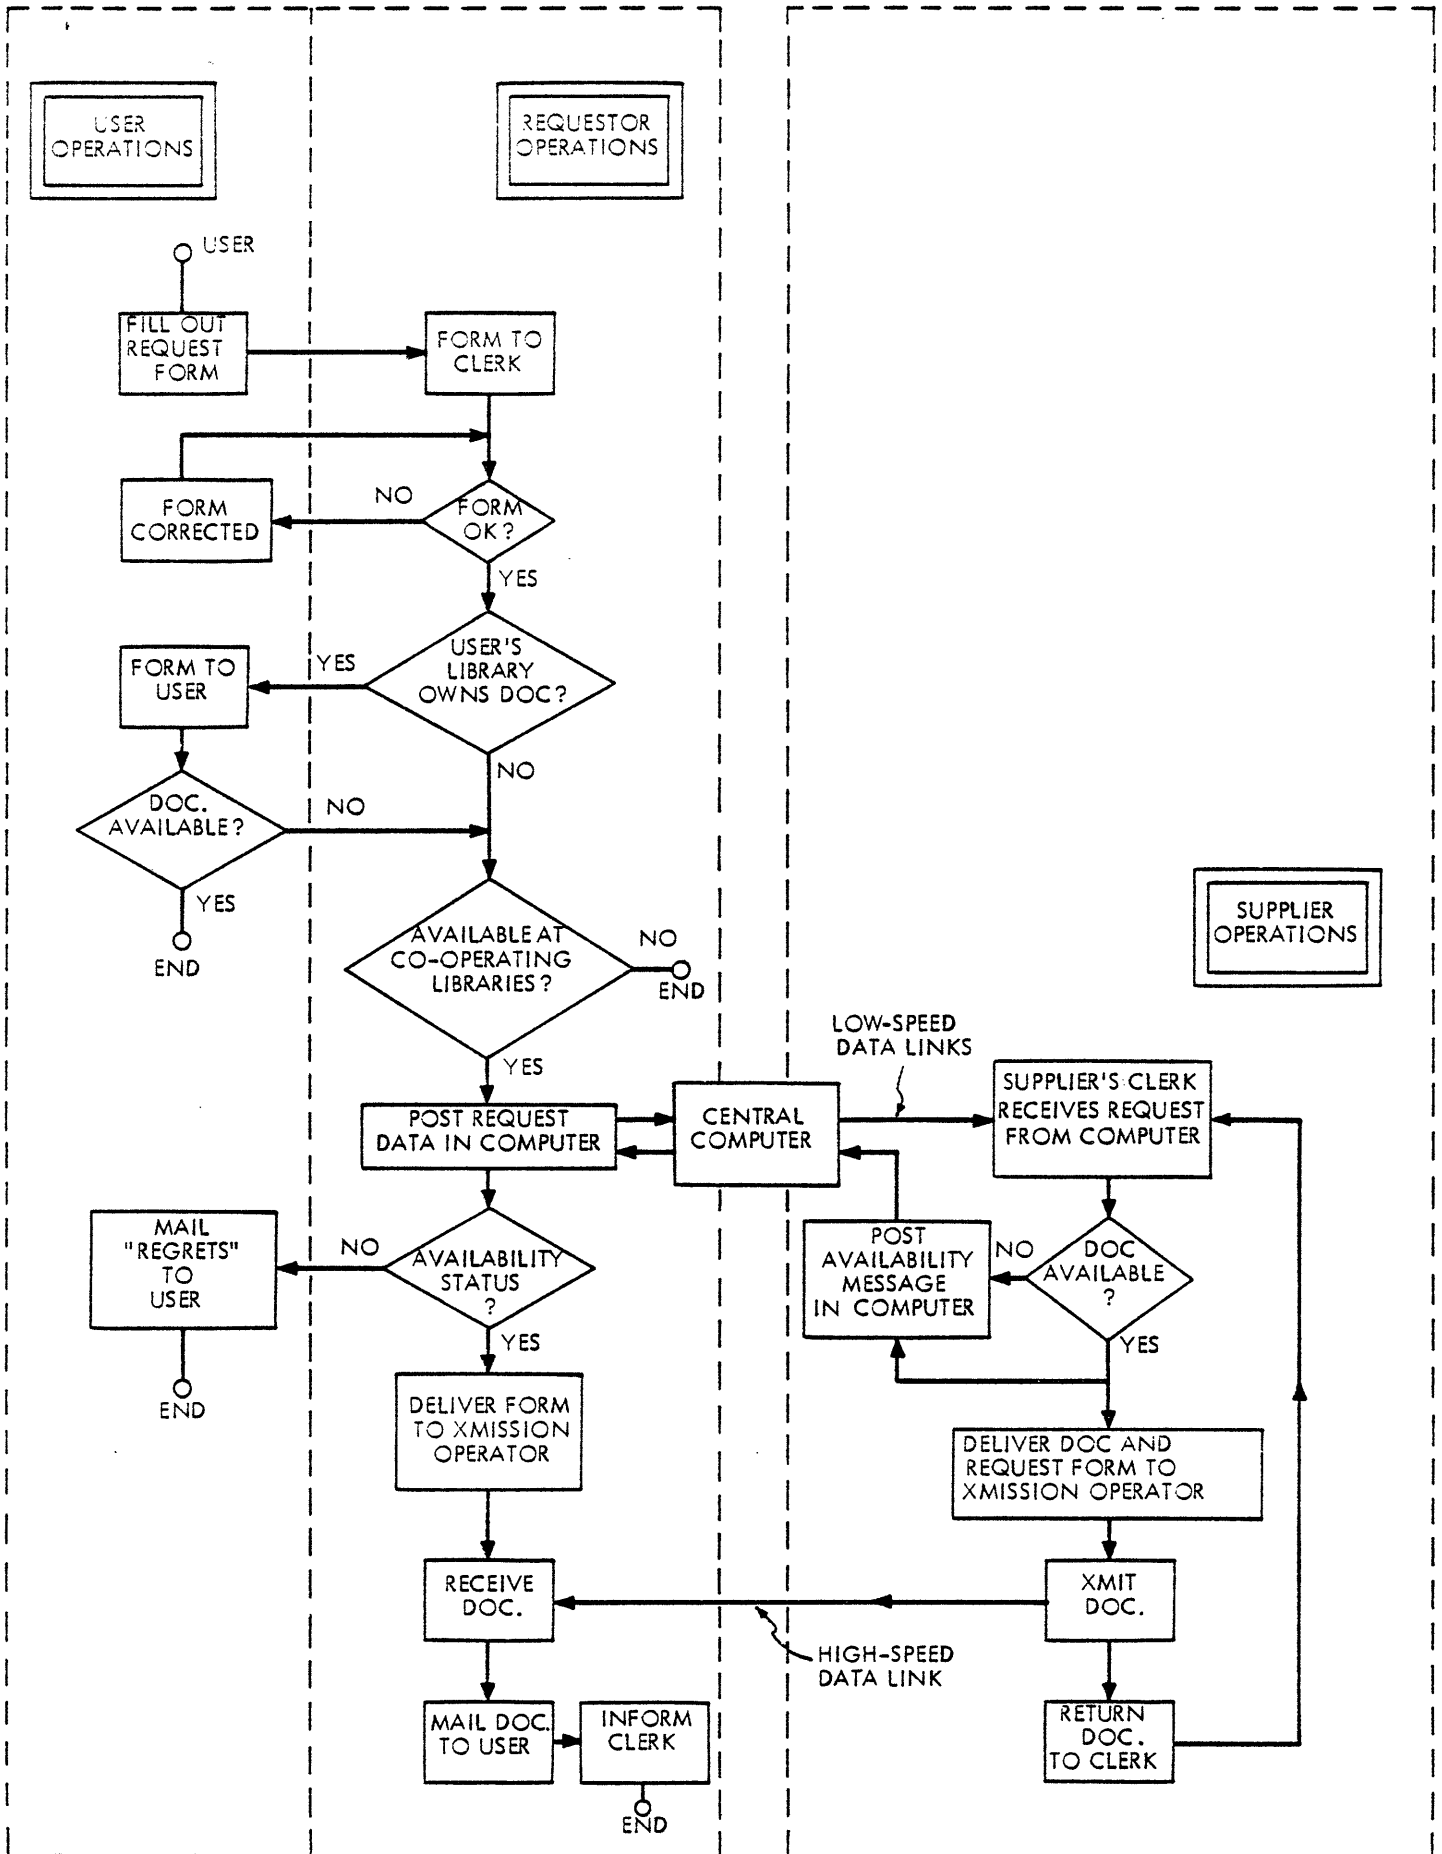 USER
OPERATIONS
REQUESTOR
OPERATIONS
USER
FILL OUT
REQUEST
FORM
FORM TO
CLERK
FORM
CORRECTED
NO
FORM
OK?
YES
FORM TO
USER
YES
USER'S
LIBRARY
OWNS DOC?
NO
DOC.
AVAILABLE?
NO
YES
END
AVAILABLE AT
CO-OPERATING
LIBRARIES?
NO
END
YES
SUPPLIER
OPERATIONS
LOW-SPEED
DATA LINKS
POST REQUEST
DATA IN COMPUTER
CENTRAL
COMPUTER
SUPPLIER'S CLERK
RECEIVES REQUEST
FROM COMPUTER
MAIL
"REGRETS"
TO
USER
END
NO
AVAILABILITY
STATUS
?
YES
POST
AVAILABILITY
MESSAGE
IN COMPUTER
NO
DOC
AVAILABLE
?
YES
DELIVER FORM
TO XMISSION
OPERATOR
DELIVER DOC AND
REQUEST FORM TO
XMISSION OPERATOR
RECEIVE
DOC.
XMIT
DOC.
HIGH-SPEED
DATA LINK
MAIL DOC.
TO USER
INFORM
CLERK
END
RETURN
DOC.
TO CLERK